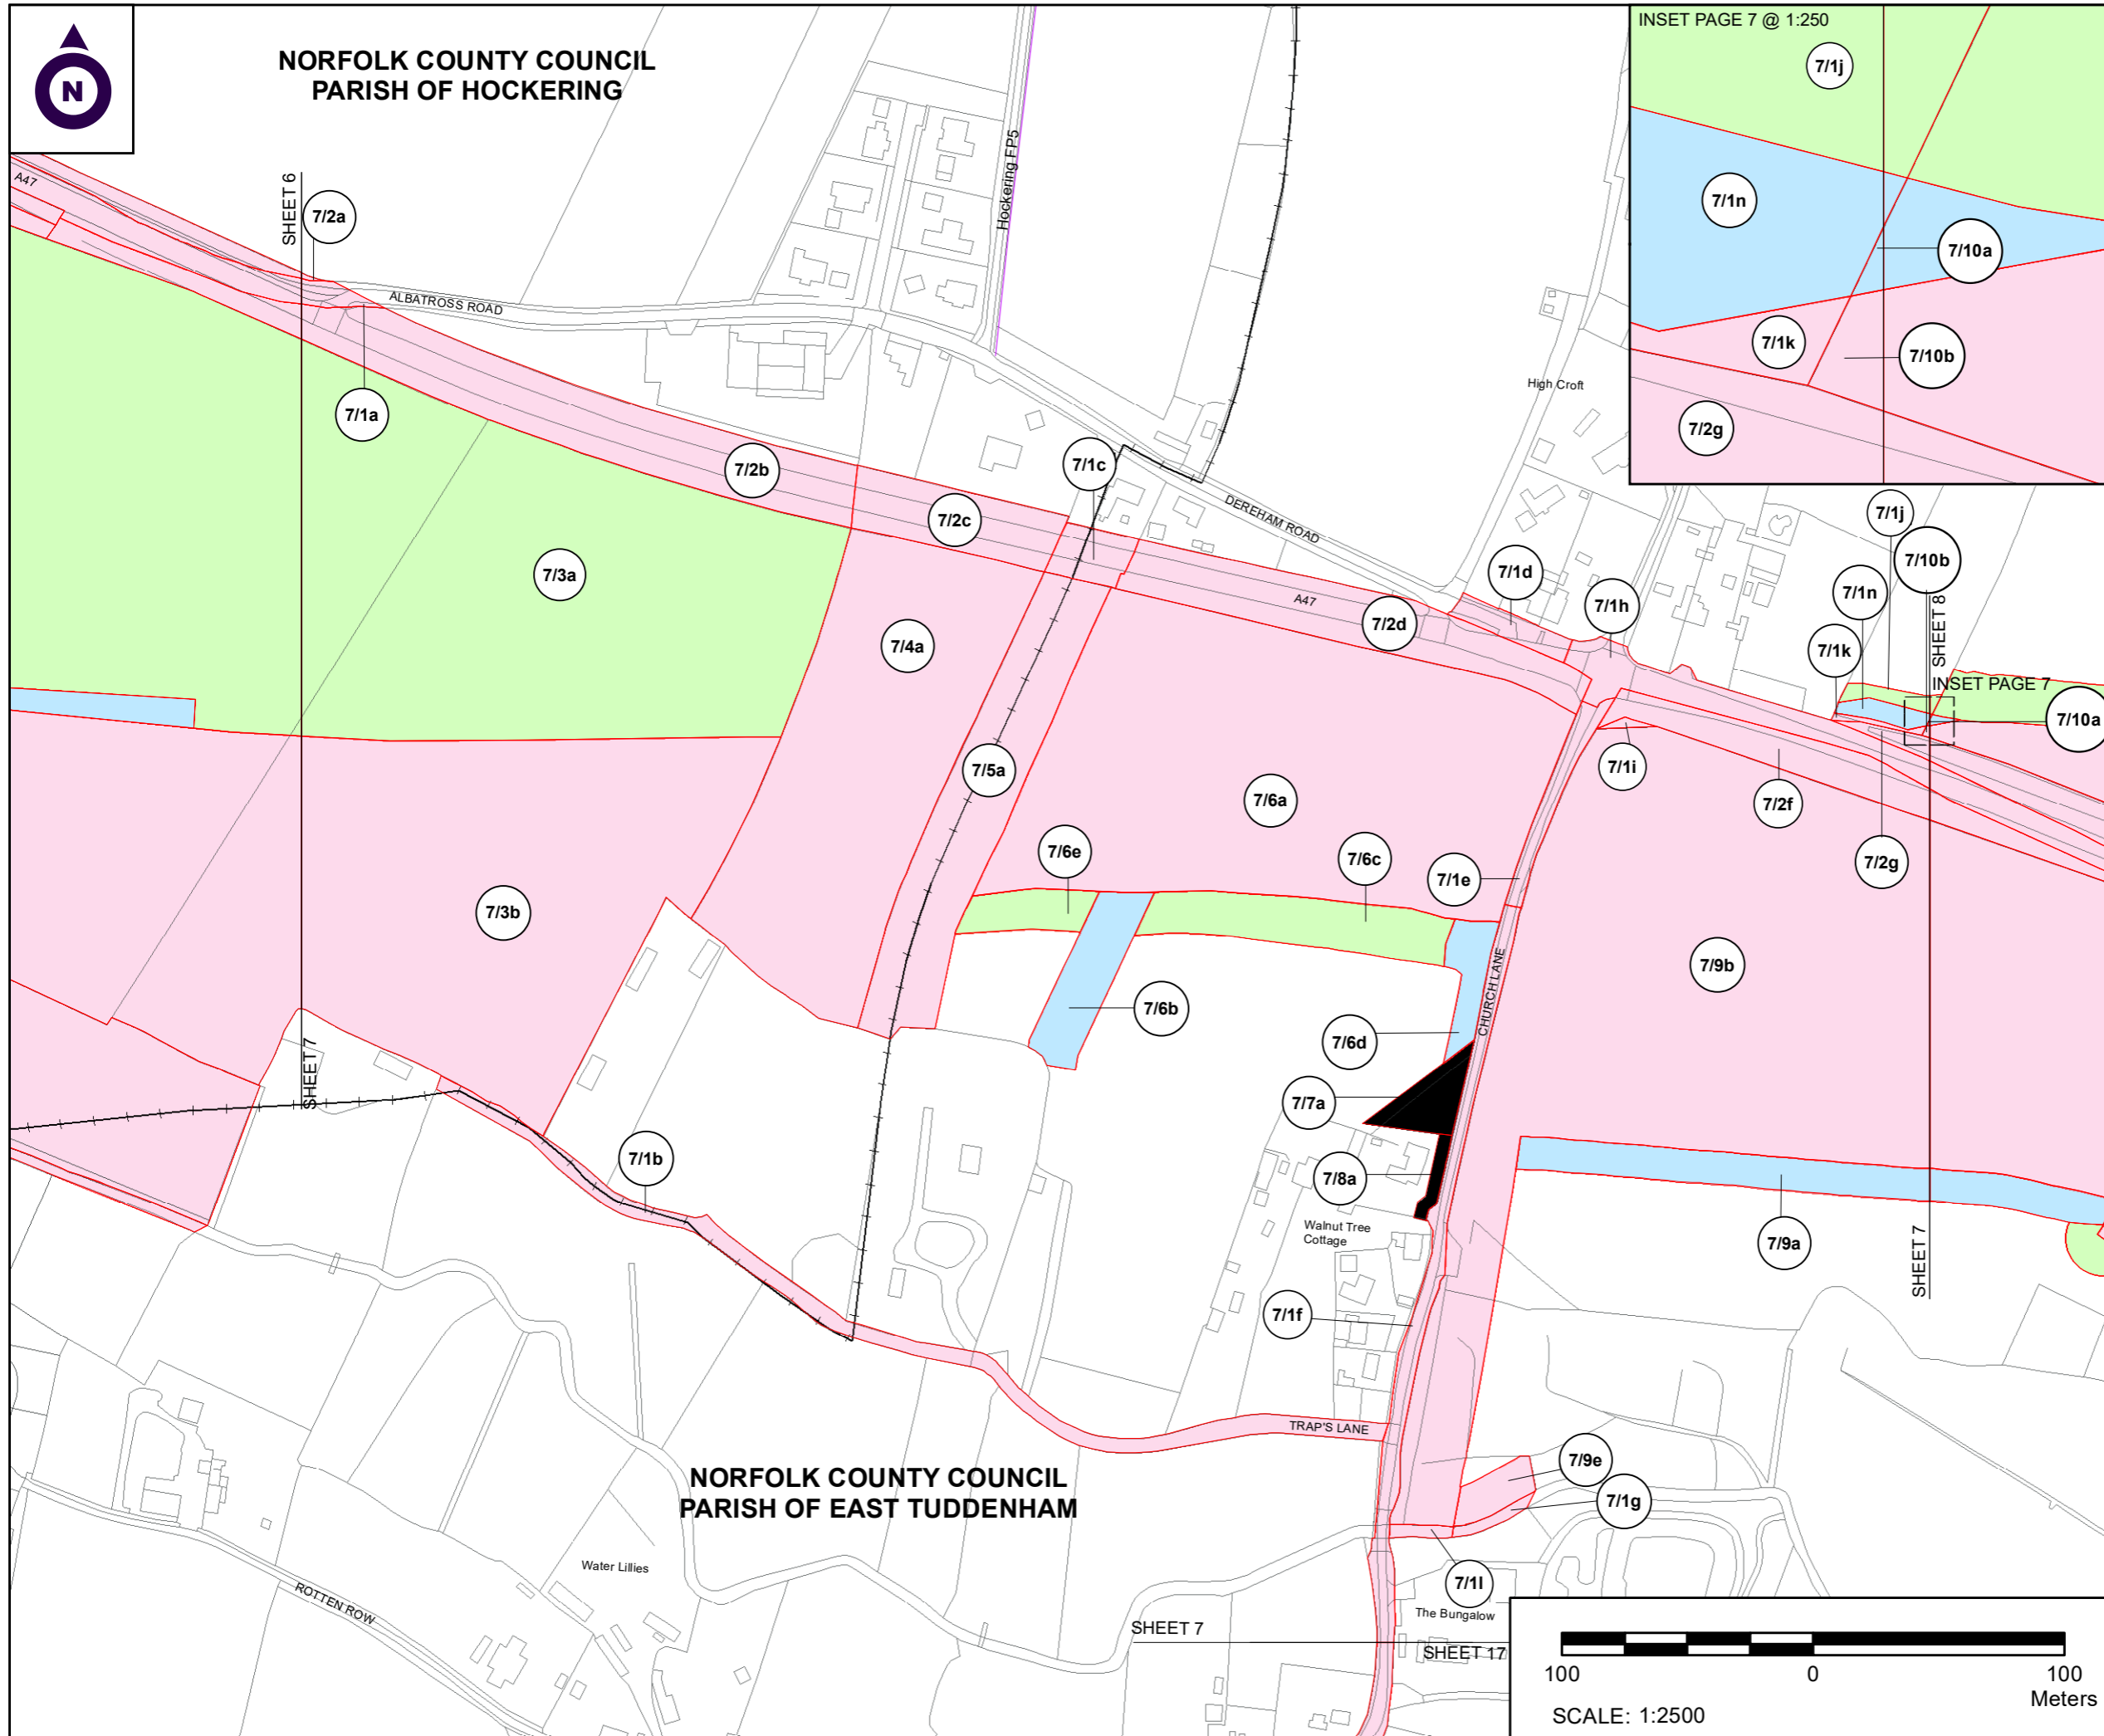 N
NORFOLK COUNTY COUNCIL
PARISH OF HOCKERING
INSET PAGE 7 @ 1:250
7/1j
7/1n
7/10a
7/1k
7/10b
7/2g
A47
SHEET 6
7/2a
ALBATROSS ROAD
Hockering FP5
High Croft
7/1a
7/2b
7/1c
7/2c
DEREHAM ROAD
7/3a
7/4a
A47
7/2d
7/1d
7/1h
7/1j
7/10b
7/1n
SHEET 8
7/1k
INSET PAGE 7
7/10a
7/5a
7/6a
7/1i
7/2f
7/6e
7/6c
7/1e
7/2g
7/3b
7/9b
CHURCH LANE
7/6b
7/6d
SHEET 7
7/7a
7/1b
7/8a
Walnut Tree
Cottage
7/9a
SHEET 7
7/1f
TRAP'S LANE
NORFOLK COUNTY COUNCIL
PARISH OF EAST TUDDENHAM
7/9e
7/1g
Water Lillies
ROTTEN ROW
7/1l
The Bungalow
SHEET 7
SHEET 17
100 0 100
Meters
SCALE: 1:2500